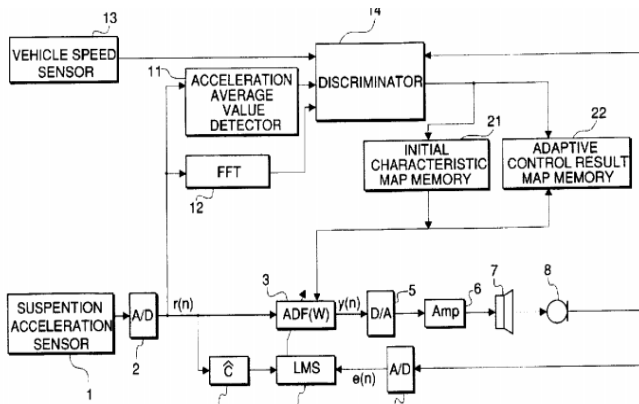 13
14
VEHICLE SPEED
SENSOR
11
ACCELERATION
AVERAGE
VALUE
DETECTOR
DISCRIMINATOR
21
22
INITIAL
CHARACTERISTIC
MAP MEMORY
ADAPTIVE
CONTROL RESULT
MAP MEMORY
FFT
12
3
5
6
7
8
SUSPENTION
ACCELERATION
SENSOR
A/D
r(n)
ADF(W)
y(n)
D/A
Amp
1
2
Ĉ
LMS
e(n)
A/D